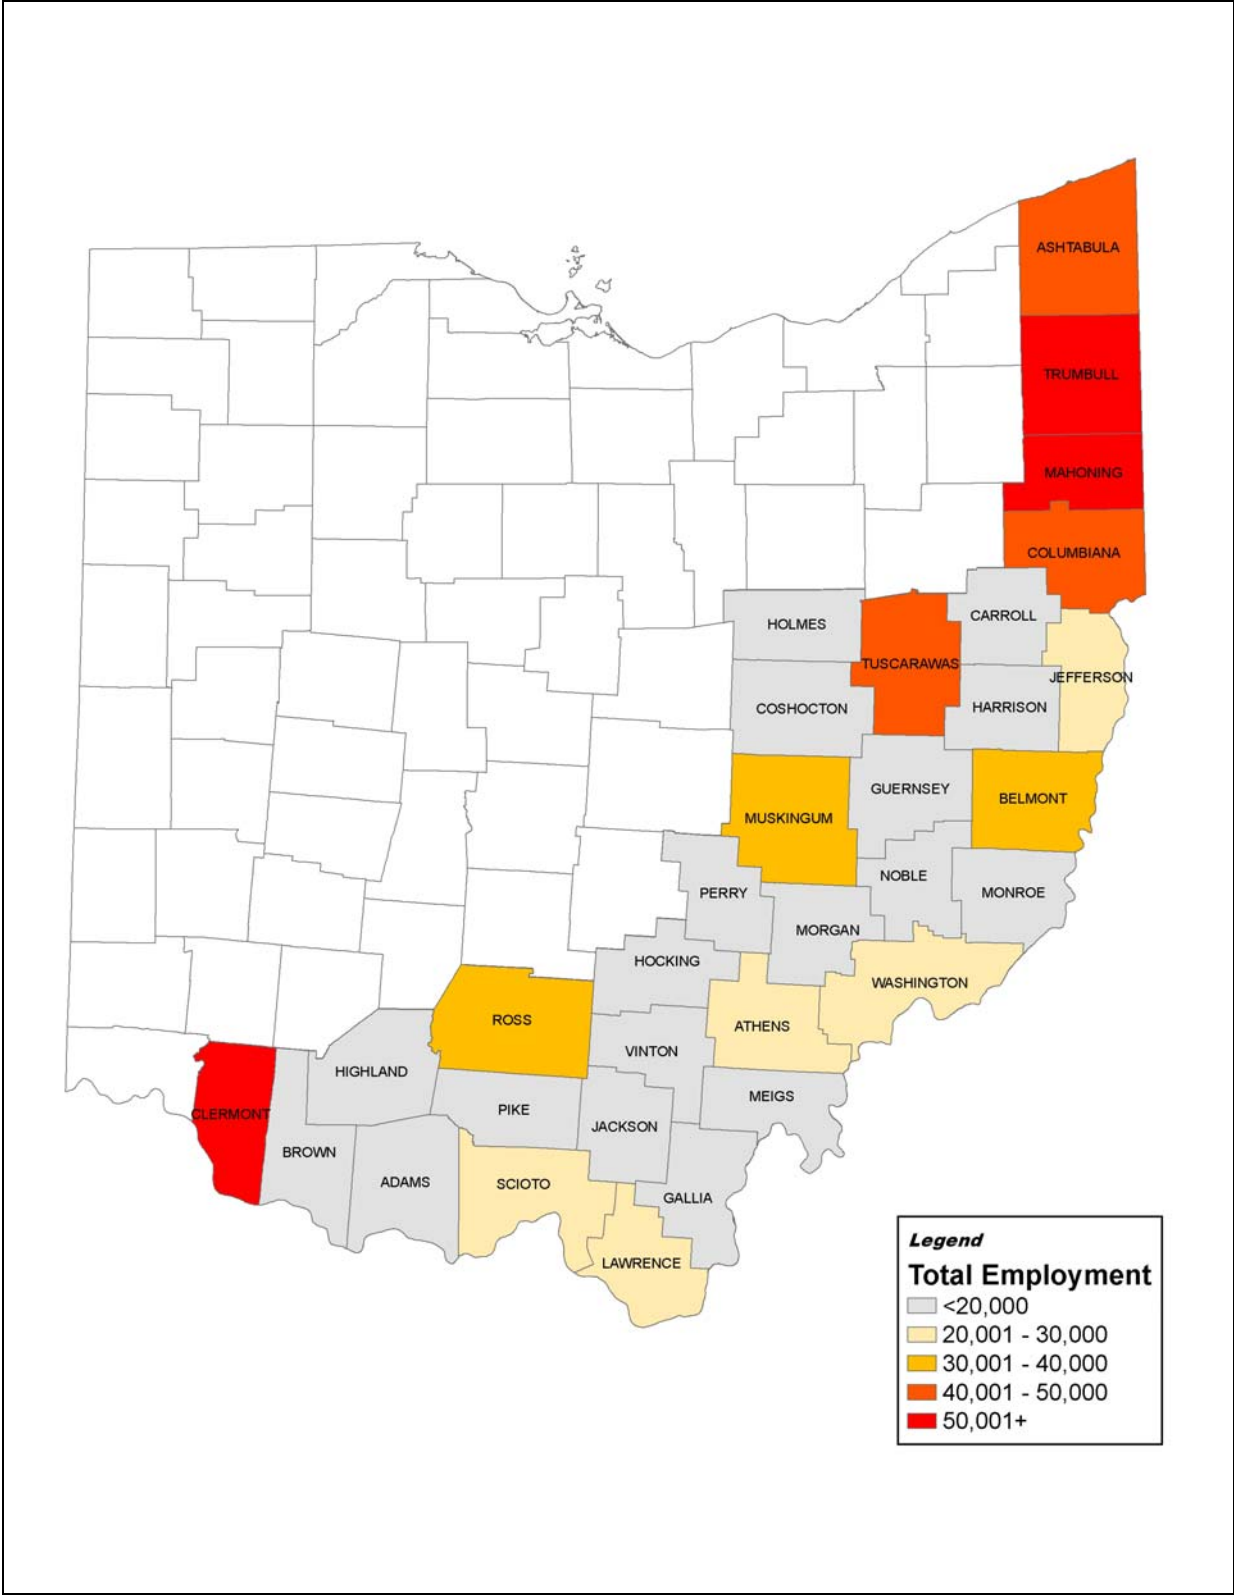 ASHTABULA
TRUMBULL
MAHONING
COLUMBIANA
CARROLL
HOLMES
TUSCARAWAS
JEFFERSON
COSHOCTON
HARRISON
GUERNSEY
BELMONT
MUSKINGUM
NOBLE
PERRY
MONROE
MORGAN
HOCKING
WASHINGTON
ROSS
ATHENS
VINTON
HIGHLAND
MEIGS
PIKE
CLERMONT
JACKSON
BROWN
ADAMS
SCIOTO
GALLIA
LAWRENCE
Legend
Total Employment
<20,000
20,001 - 30,000
30,001 - 40,000
40,001 - 50,000
50,001+